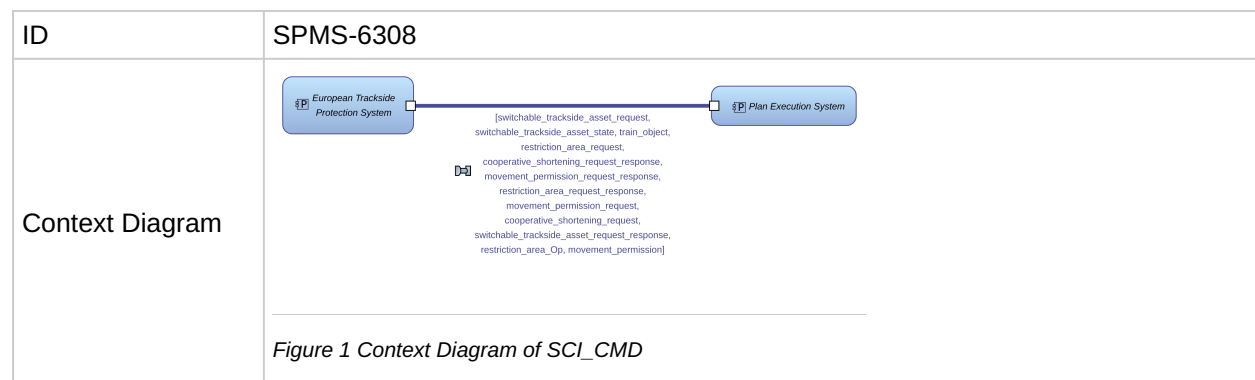 ID
SPMS-6308
Context Diagram
European Trackside
Protection System
Plan Execution System
[switchable_trackside_asset_request,
switchable_trackside_asset_state, train_object,
restriction_area_request,
cooperative_shortening_request_response,
movement_permission_request_response,
restriction_area_request_response,
movement_permission_request,
cooperative_shortening_request,
switchable_trackside_asset_request_response,
restriction_area_Op, movement_permission]
Figure 1 Context Diagram of SCI_CMD